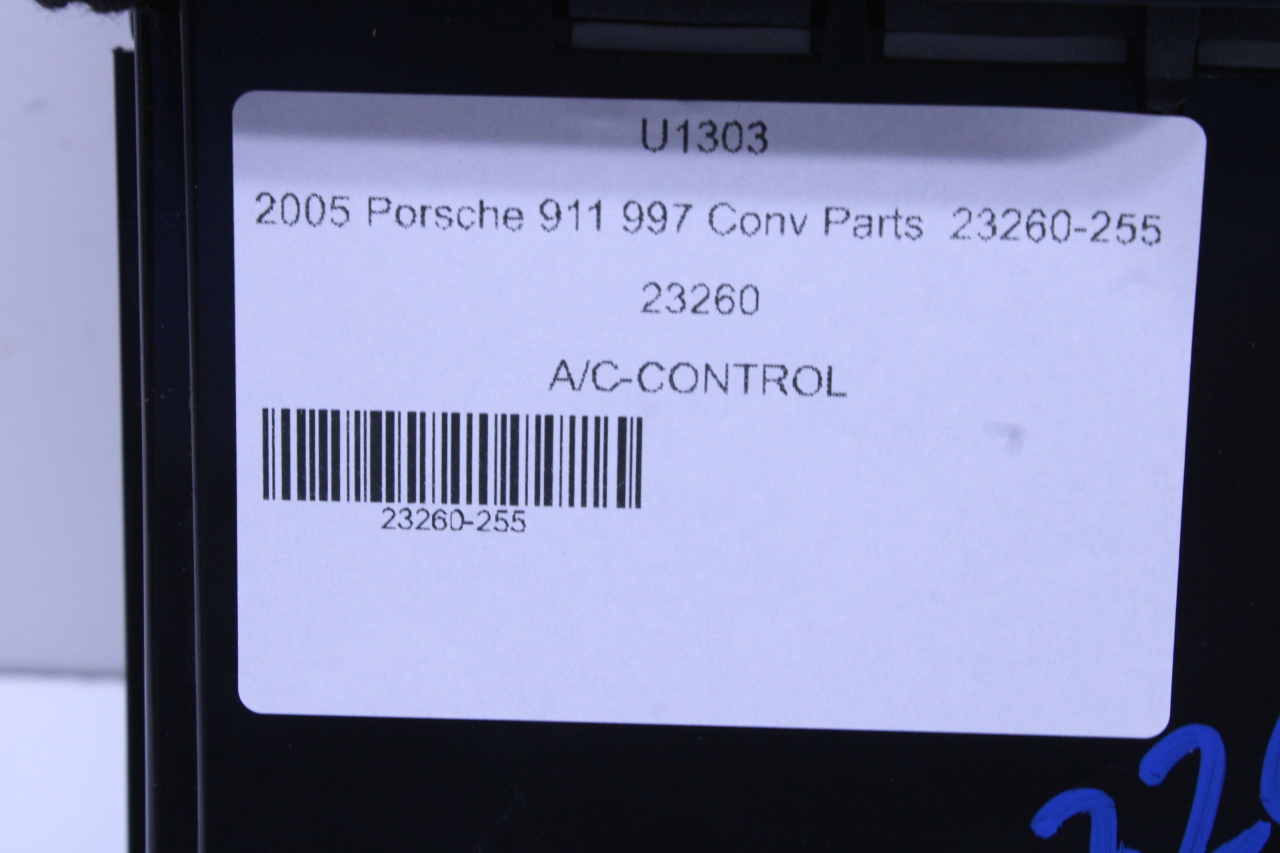 U1303
2005 Porsche 911 997 Conv Parts 23260-255
23260
A/C-CONTROL
23260-255